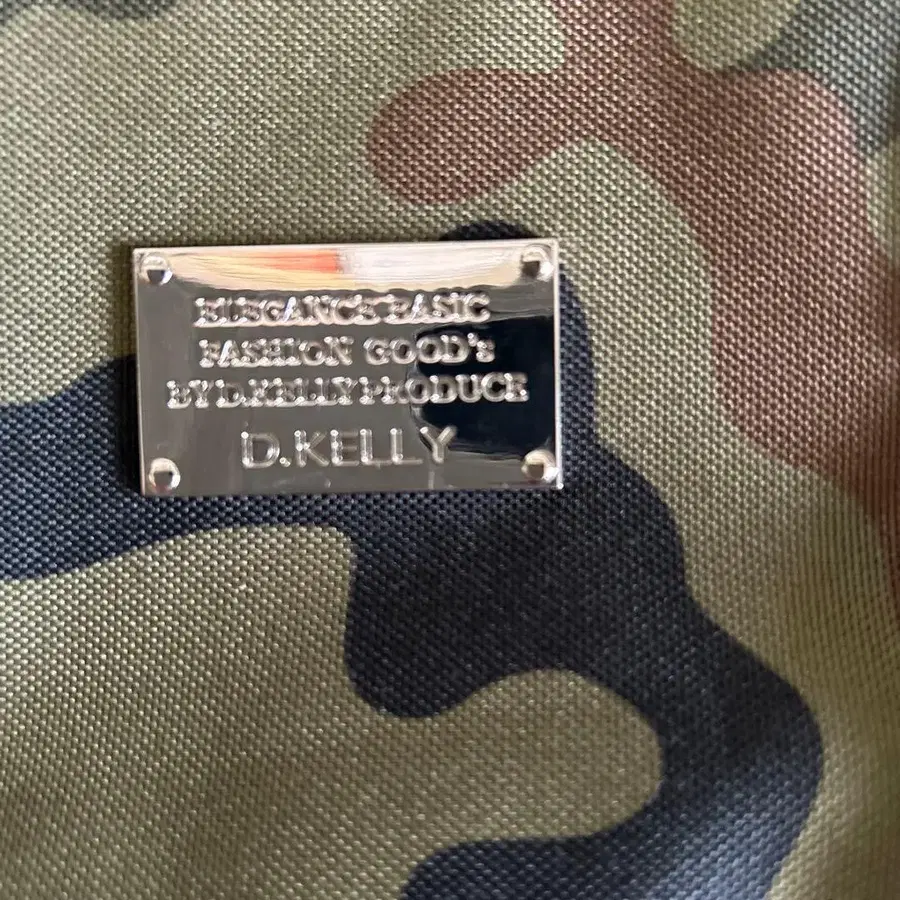 ELEGANCE BASIC
FASHION GOOD's
BY D.KELLY PRODUCE
D.KELLY